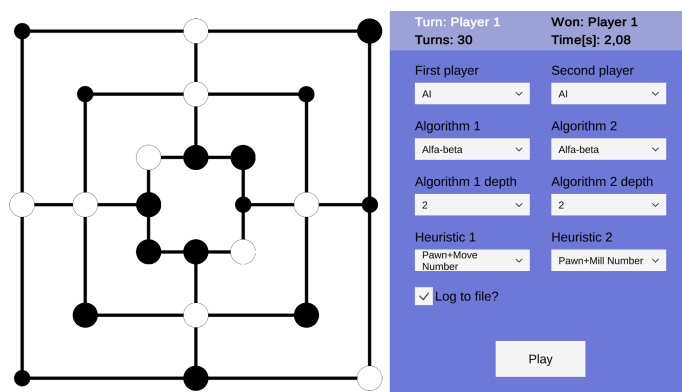 Turn: Player 1 Won: Player 1
Turns: 30 Time[s]: 2,08
First player Second player
AI AI
Algorithm 1 Algorithm 2
Alfa-beta Alfa-beta
Algorithm 1 depth Algorithm 2 depth
2 2
Heuristic 1 Heuristic 2
Pawn+Move
Number
Pawn+Mill Number
Log to file?
Play